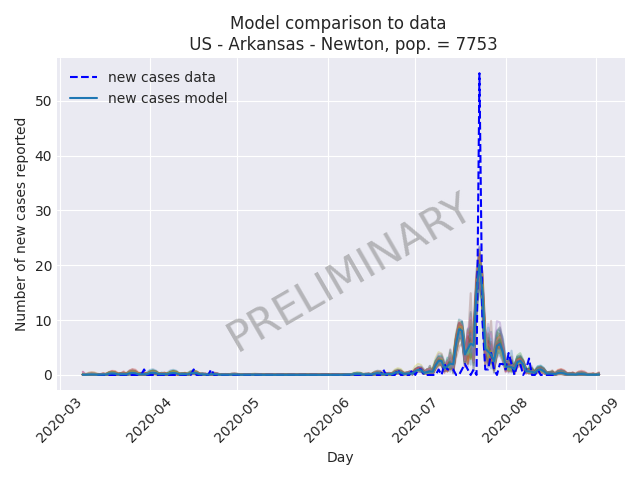 Model comparison to data
US - Arkansas - Newton, pop. = 7753
new cases data
new cases model
Number of new cases reported
50
40
30
20
10
0
PRELIMINARY
2020-03
2020-04
2020-05
2020-06
2020-07
2020-08
2020-09
Day